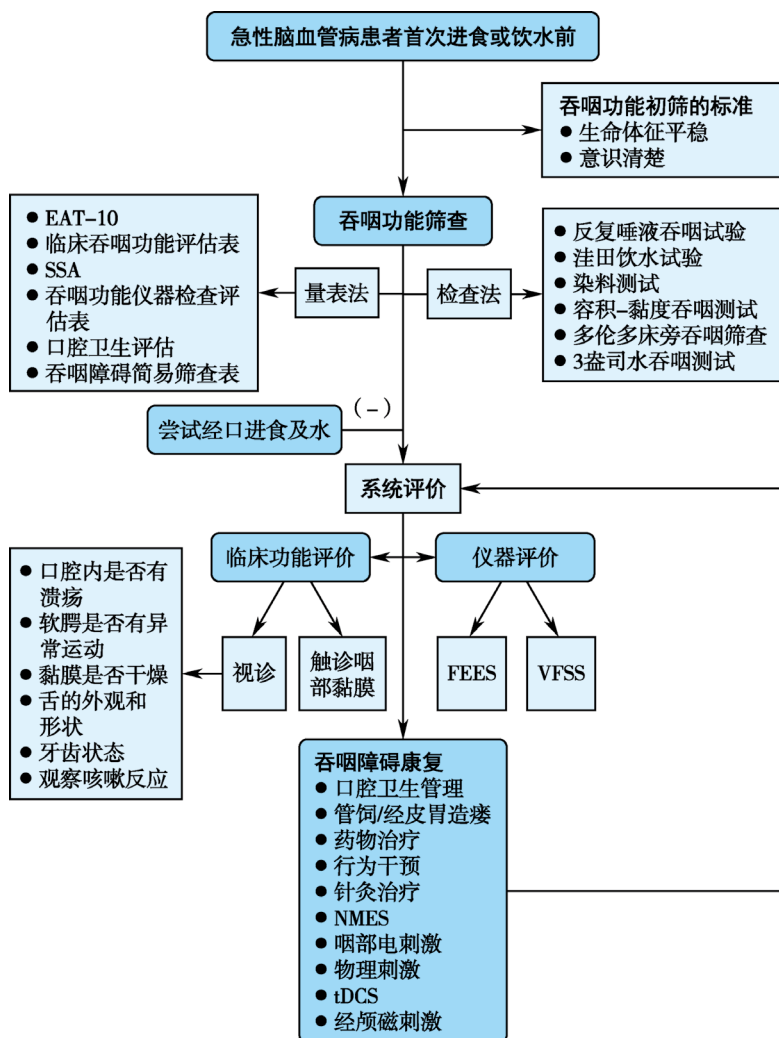 急性脑血管病患者首次进食或饮水前
吞咽功能初筛的标准
● 生命体征平稳
● 意识清楚
吞咽功能筛查
● EAT-10
● 临床吞咽功能评估表
● SSA
● 吞咽功能仪器检查评
估表
● 口腔卫生评估
● 吞咽障碍简易筛查表
量表法
检查法
● 反复唾液吞咽试验
● 洼田饮水试验
● 染料测试
● 容积-黏度吞咽测试
● 多伦多床旁吞咽筛查
● 3盎司水吞咽测试
(-)
尝试经口进食及水
系统评价
临床功能评价
仪器评价
● 口腔内是否有
溃疡
● 软腭是否有异
常运动
● 黏膜是否干燥
● 舌的外观和
形状
● 牙齿状态
● 观察咳嗽反应
视诊
触诊咽
部黏膜
FEES
VFSS
吞咽障碍康复
● 口腔卫生管理
● 管饲/经皮胃造瘘
● 药物治疗
● 行为干预
● 针灸治疗
● NMES
● 咽部电刺激
● 物理刺激
● tDCS
● 经颅磁刺激